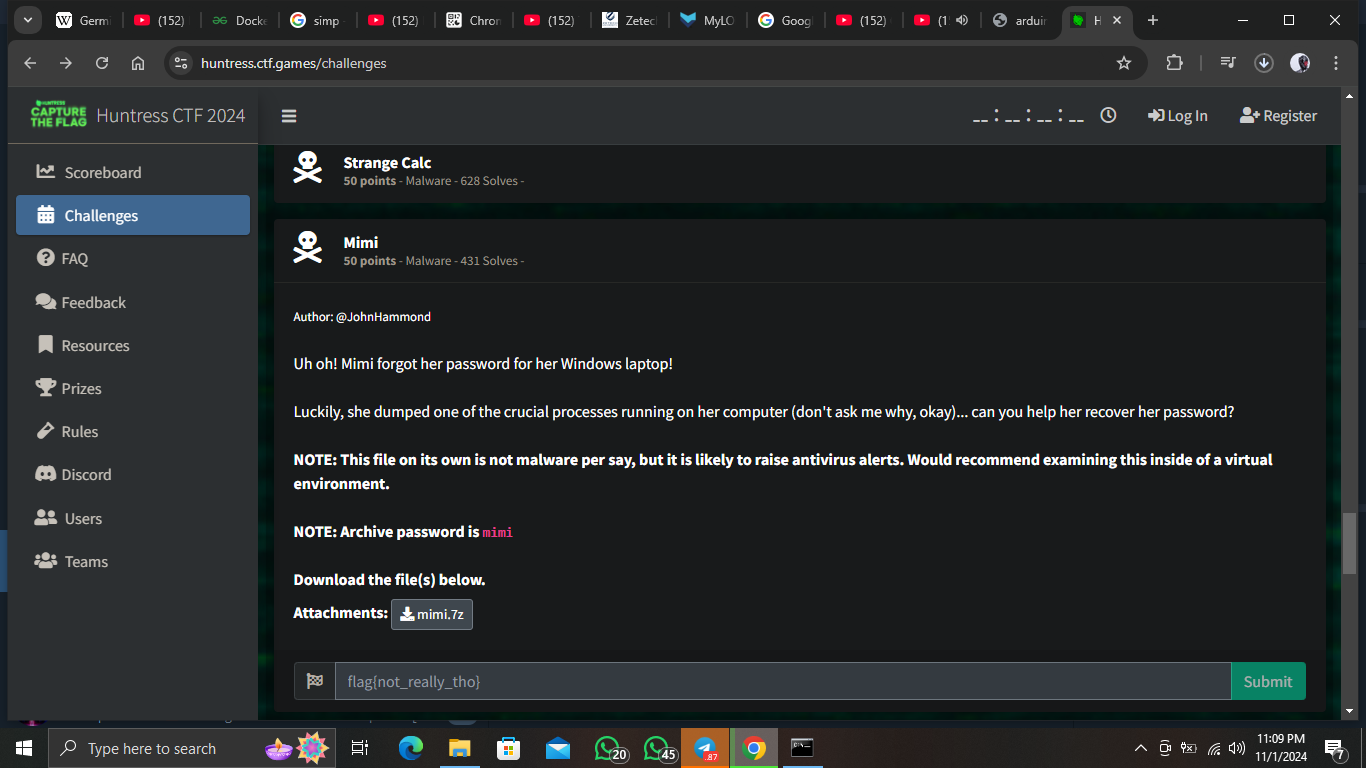 Germi
(152)
Docke
simp
(152)
Chron
(152)
Zetech
MyLO
Googl
(152)
(1
arduir
H
huntress.ctf.games/challenges
HUNTRESS
CAPTURE
THE FLAG
Huntress CTF 2024
__ : __ : __ : __
Log In
Register
Scoreboard
Challenges
FAQ
Feedback
Resources
Prizes
Rules
Discord
Users
Teams
Strange Calc
50 points - Malware - 628 Solves -
Mimi
50 points - Malware - 431 Solves -
Author: @JohnHammond
Uh oh! Mimi forgot her password for her Windows laptop!
Luckily, she dumped one of the crucial processes running on her computer (don't ask me why, okay)... can you help her recover her password?
NOTE: This file on its own is not malware per say, but it is likely to raise antivirus alerts. Would recommend examining this inside of a virtual
environment.
NOTE: Archive password is mimi
Download the file(s) below.
Attachments: mimi.7z
flag{not_really_tho}
Submit
Type here to search
20
45
.87
11:09 PM
11/1/2024
7